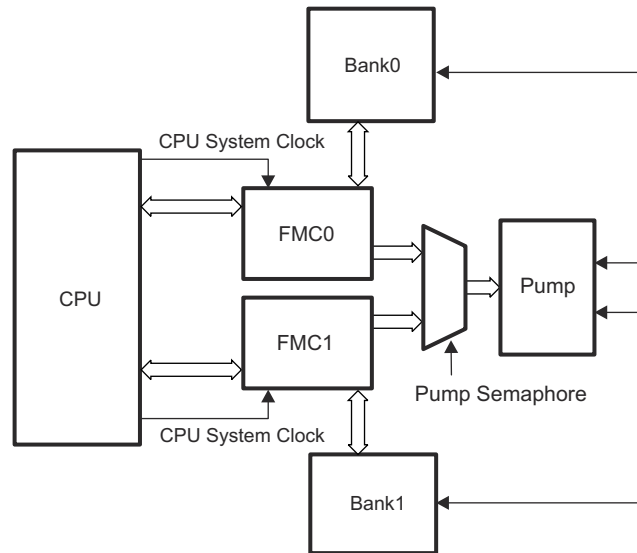 Bank0
CPU System Clock
FMC0
CPU
Pump
FMC1
Pump Semaphore
CPU System Clock
Bank1